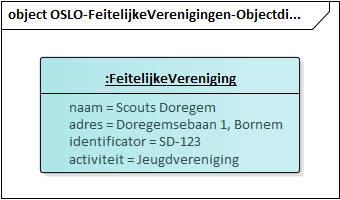 object OSLO-FeitelijkeVerenigingen-Objectdi...
:FeitelijkeVereniging
naam = Scouts Doregem
adres = Doregemsebaan 1, Bornem
identificator = SD-123
activiteit = Jeugdvereniging